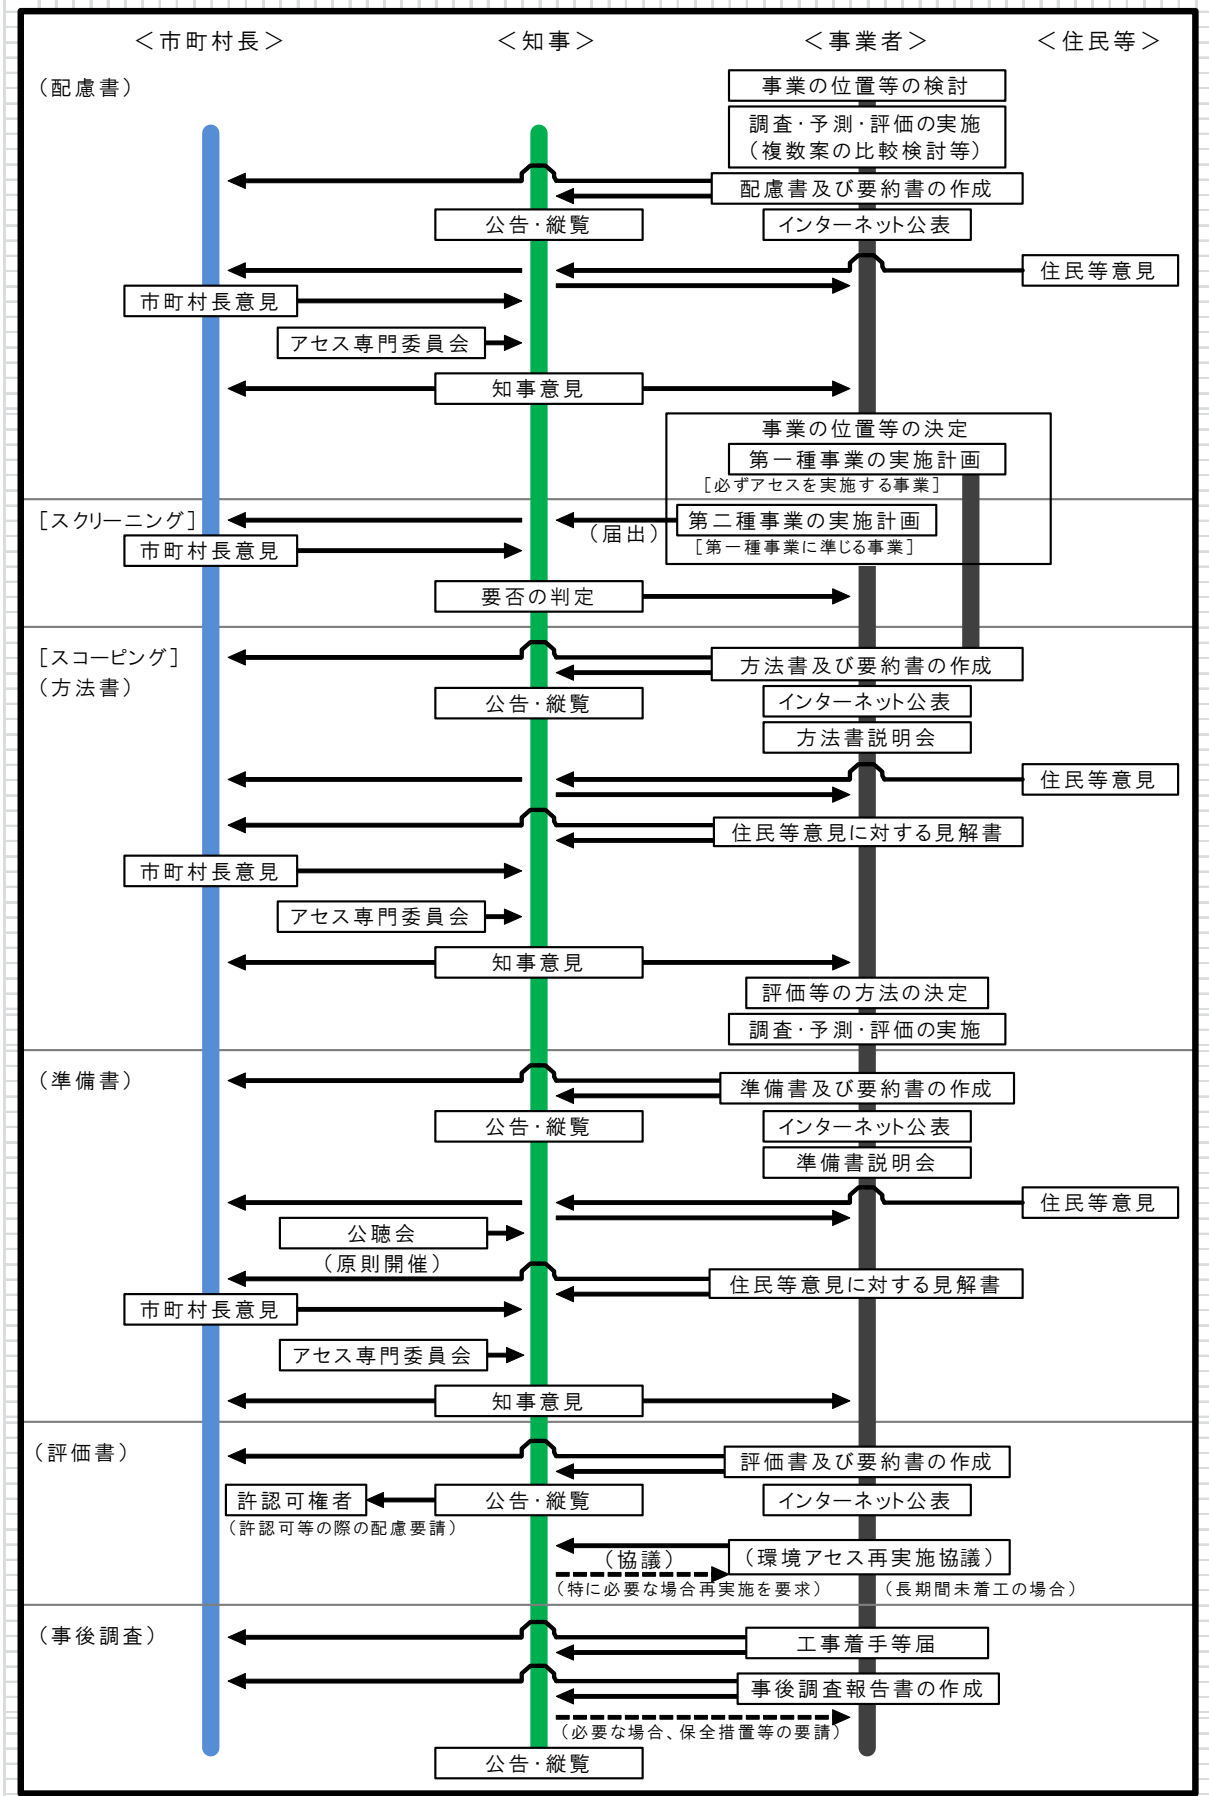 ＜市町村長＞
＜知事＞
＜事業者＞
＜住民等＞
（配慮書）
事業の位置等の検討
調査・予測・評価の実施
（複数案の比較検討等）
配慮書及び要約書の作成
公告・縦覧
インターネット公表
住民等意見
市町村長意見
アセス専門委員会
知事意見
事業の位置等の決定
第一種事業の実施計画
［必ずアセスを実施する事業］
［スクリーニング］
（届出）
第二種事業の実施計画
［第一種事業に準じる事業］
市町村長意見
要否の判定
［スコーピング］
（方法書）
方法書及び要約書の作成
公告・縦覧
インターネット公表
方法書説明会
住民等意見
住民等意見に対する見解書
市町村長意見
アセス専門委員会
知事意見
評価等の方法の決定
調査・予測・評価の実施
（準備書）
準備書及び要約書の作成
公告・縦覧
インターネット公表
準備書説明会
住民等意見
公聴会
（原則開催）
住民等意見に対する見解書
市町村長意見
アセス専門委員会
知事意見
（評価書）
評価書及び要約書の作成
許認可権者
公告・縦覧
インターネット公表
（許認可等の際の配慮要請）
（協議）
（環境アセス再実施協議）
（特に必要な場合再実施を要求）
（長期間未着工の場合）
（事後調査）
工事着手等届
事後調査報告書の作成
（必要な場合、保全措置等の要請）
公告・縦覧